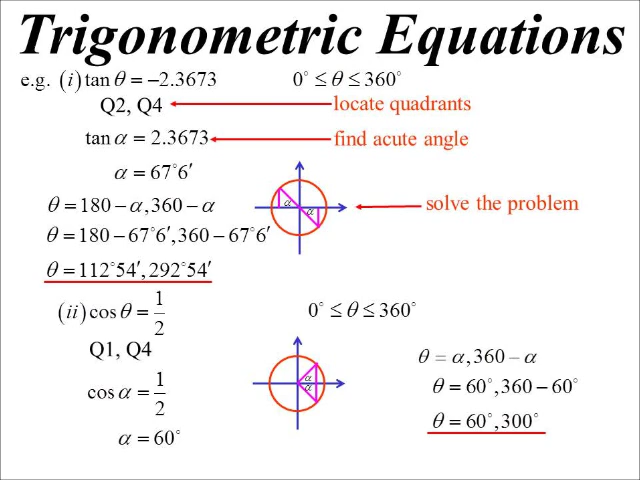 Trigonometric Equations
e.g. (i) tan θ = −2.3673    0° ≤ θ ≤ 360°
Q2, Q4    locate quadrants
tan α = 2.3673    find acute angle
α = 67°6′
θ = 180 − α, 360 − α    solve the problem
θ = 180 − 67°6′, 360 − 67°6′
θ = 112°54′, 292°54′
α
α
(ii) cos θ = 1/2    0° ≤ θ ≤ 360°
Q1, Q4
cos α = 1/2
α = 60°
α
α
θ = α, 360 − α
θ = 60°, 360 − 60°
θ = 60°, 300°